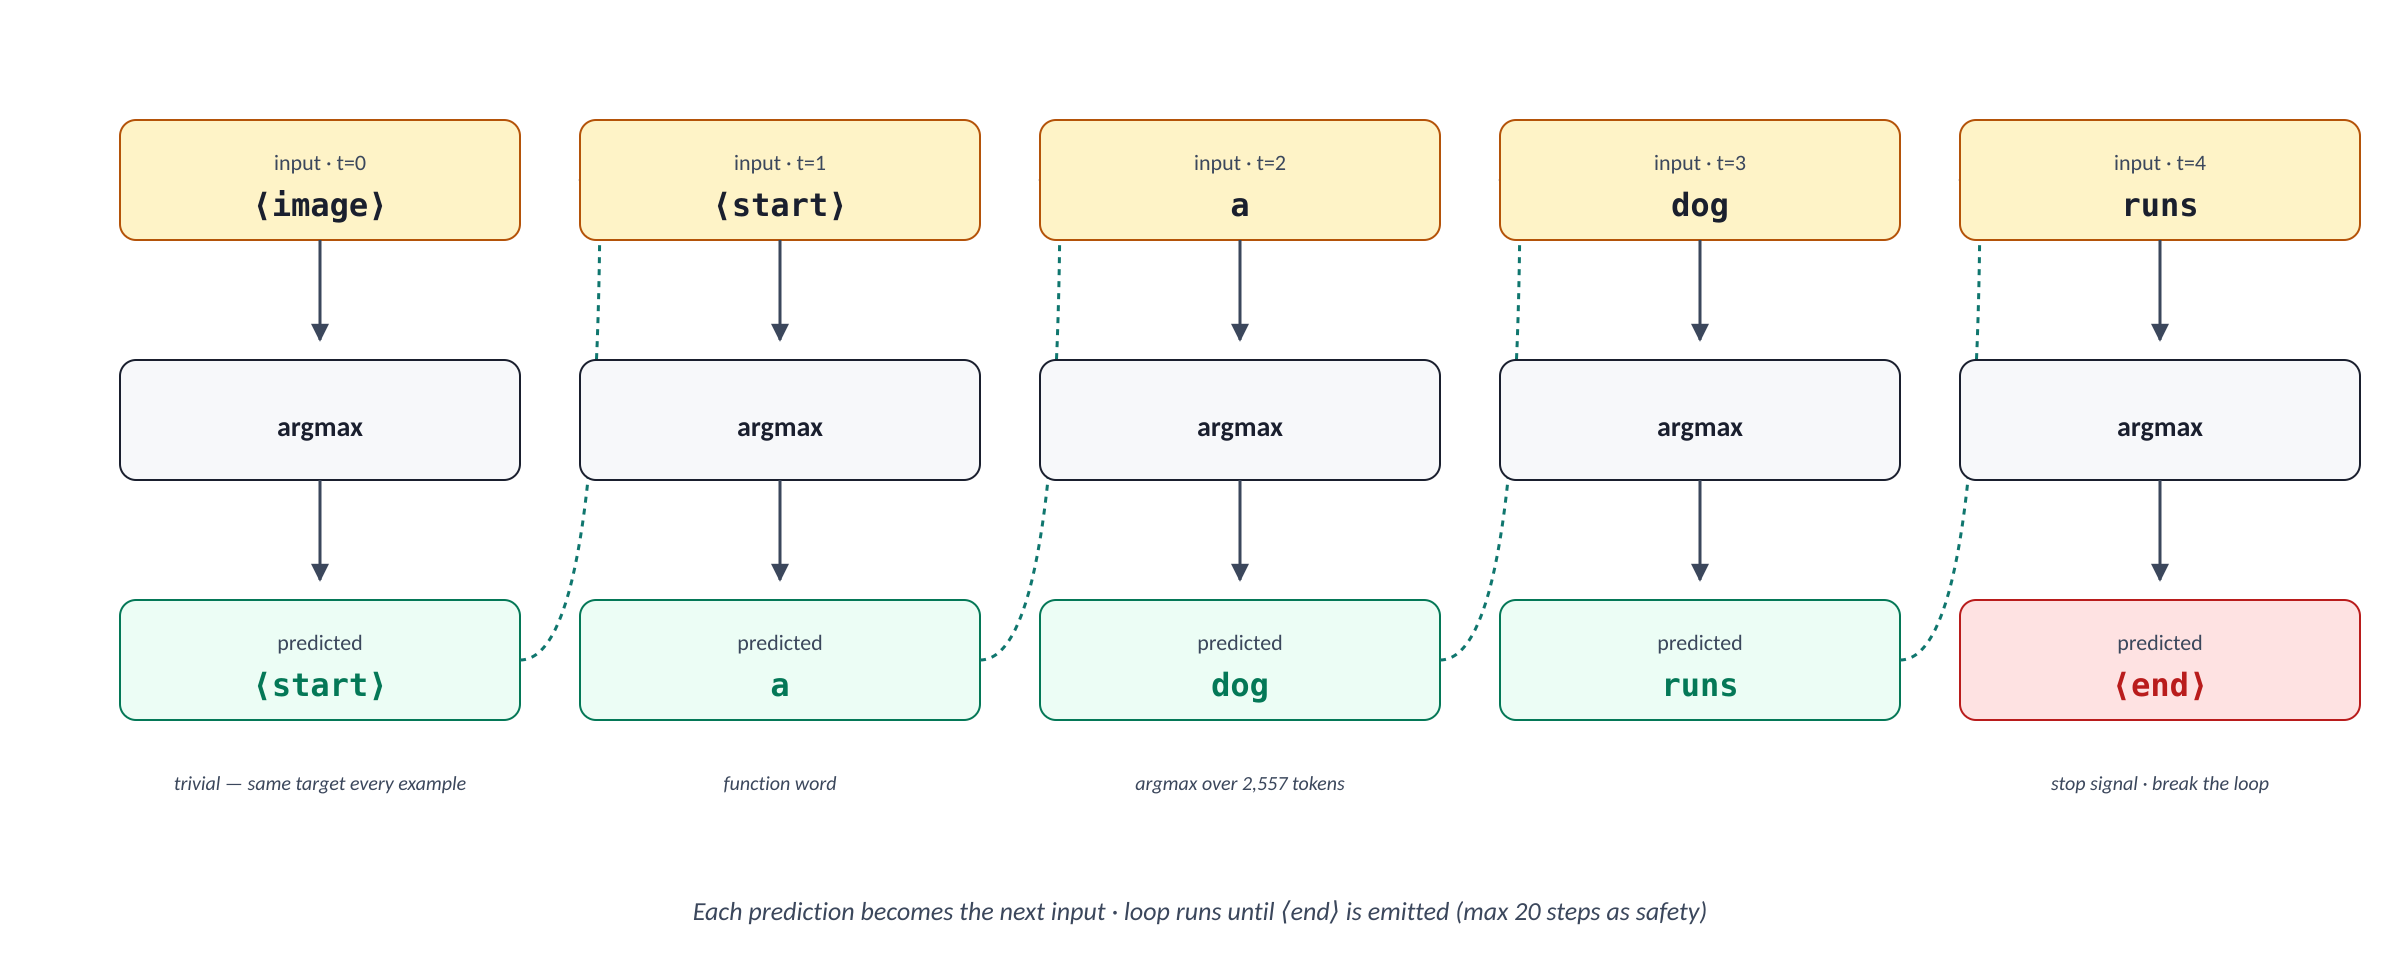 input · t=0
⟨image⟩
input · t=1
⟨start⟩
input · t=2
a
input · t=3
dog
input · t=4
runs
argmax
argmax
argmax
argmax
argmax
predicted
⟨start⟩
predicted
a
predicted
dog
predicted
runs
predicted
⟨end⟩
trivial — same target every example
function word
argmax over 2,557 tokens
stop signal · break the loop
Each prediction becomes the next input · loop runs until ⟨end⟩ is emitted (max 20 steps as safety)